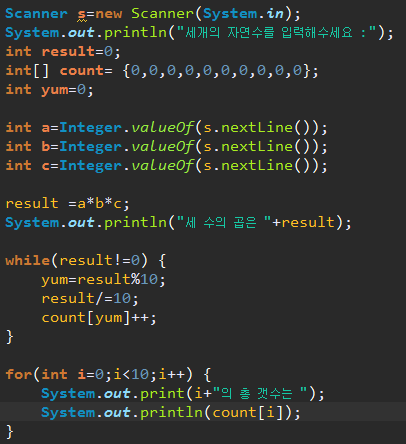 Scanner s=new Scanner(System.in);
System.out.println("세개의 자연수를 입력해수세요 :");
int result=0;
int[] count= {0,0,0,0,0,0,0,0,0,0};
int yum=0;
int a=Integer.valueOf(s.nextLine());
int b=Integer.valueOf(s.nextLine());
int c=Integer.valueOf(s.nextLine());
result =a*b*c;
System.out.println("세 수의 곱은 "+result);
while(result!=0) {
yum=result%10;
result/=10;
count[yum]++;
}
for(int i=0;i<10;i++) {
System.out.print(i+"의 총 갯수는 ");
System.out.println(count[i]);
}